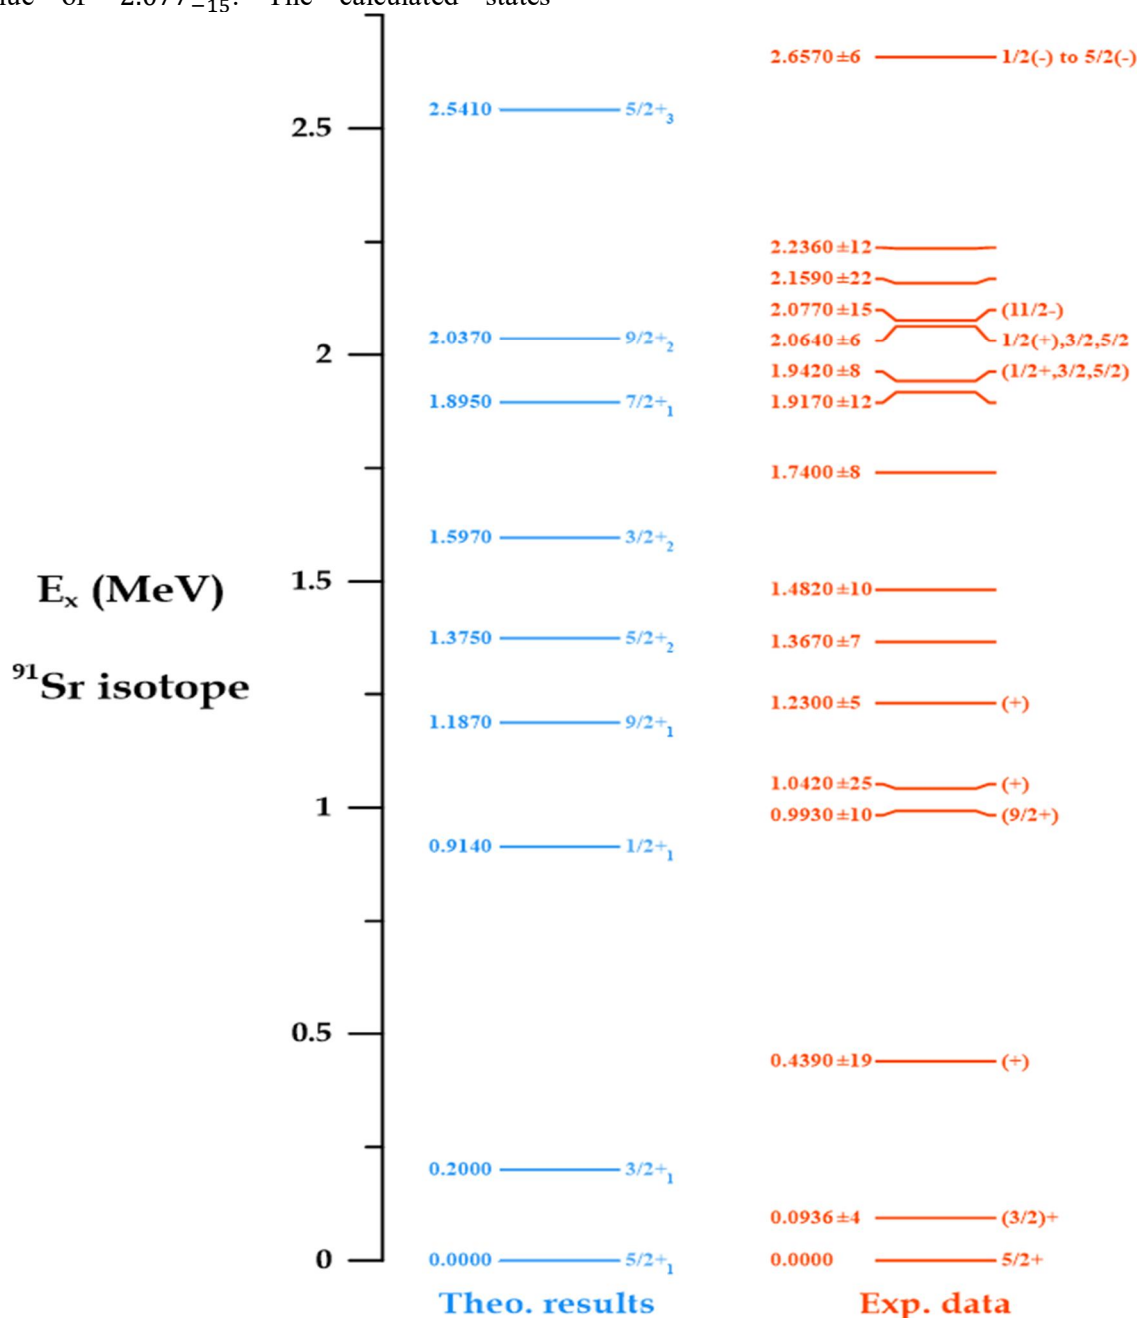 of 2.077₋₁₅. The calculated states
2.6570 ±6 1/2(-) to 5/2(-)
2.5410 5/2+₃
2.5
2.2360 ±12
2.1590 ±22
2.0770 ±15 (11/2-)
2.0370 9/2+₂
2.0640 ±6 1/2(+),3/2,5/2
2
1.9420 ±8 (1/2+,3/2,5/2)
1.8950 7/2+₁
1.9170 ±12
1.7400 ±8
1.5970 3/2+₂
Eₓ (MeV)
1.5
1.4820 ±10
1.3750 5/2+₂
1.3670 ±7
⁹¹Sr isotope
1.2300 ±5 (+)
1.1870 9/2+₁
1.0420 ±25 (+)
1
0.9930 ±10 (9/2+)
0.9140 1/2+₁
0.5
0.4390 ±19 (+)
0.2000 3/2+₁
0.0936 ±4 (3/2)+
0
0.0000 5/2+₁
0.0000 5/2+
Theo. results
Exp. data